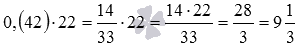 0,(42)·22 = 14/33 · 22 = 14·22/33 = 28/3 = 9 1/3